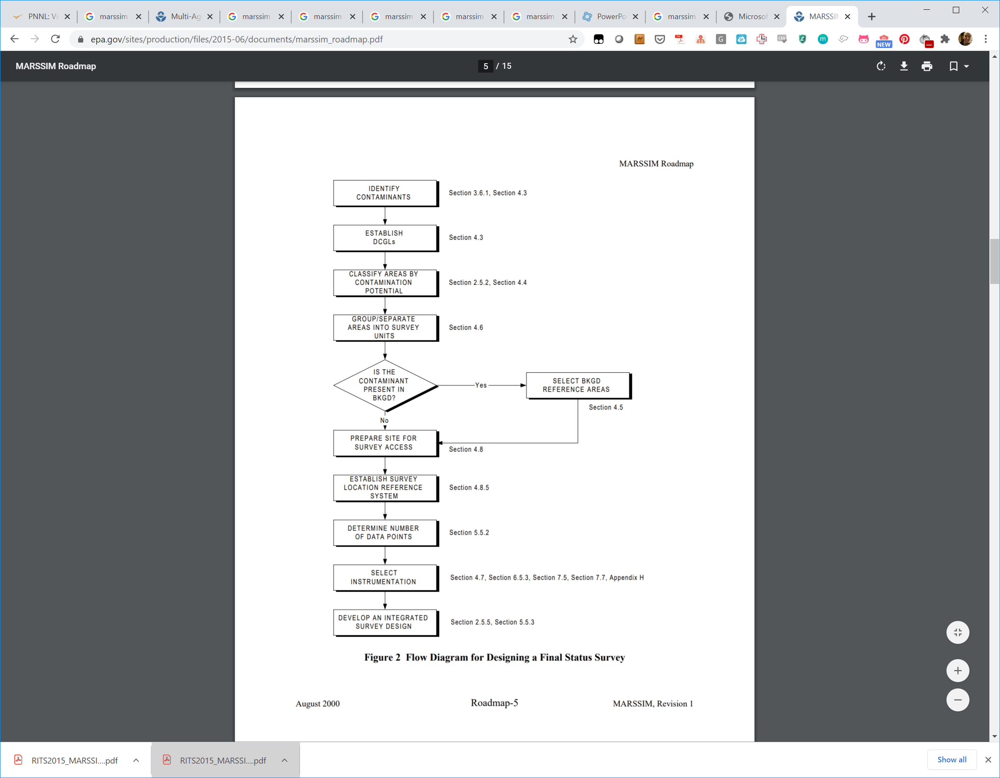 PNNL: Vi
marssim
Multi-Ag
marssim
marssim
marssim
marssim
marssim
PowerPo
marssim
Microsof
MARSSIM
epa.gov/sites/production/files/2015-06/documents/marssim_roadmap.pdf
G
CSS
m
NEW
MARSSIM Roadmap
5 / 15
MARSSIM Roadmap
IDENTIFY
CONTAMINANTS
Section 3.6.1, Section 4.3
ESTABLISH
DCGLs
Section 4.3
CLASSIFY AREAS BY
CONTAMINATION
POTENTIAL
Section 2.5.2, Section 4.4
GROUP/SEPARATE
AREAS INTO SURVEY
UNITS
Section 4.6
IS THE
CONTAMINANT
PRESENT IN
BKGD?
Yes
SELECT BKGD
REFERENCE AREAS
Section 4.5
No
PREPARE SITE FOR
SURVEY ACCESS
Section 4.8
ESTABLISH SURVEY
LOCATION REFERENCE
SYSTEM
Section 4.8.5
DETERMINE NUMBER
OF DATA POINTS
Section 5.5.2
SELECT
INSTRUMENTATION
Section 4.7, Section 6.5.3, Section 7.5, Section 7.7, Appendix H
DEVELOP AN INTEGRATED
SURVEY DESIGN
Section 2.5.5, Section 5.5.3
Figure 2 Flow Diagram for Designing a Final Status Survey
August 2000
Roadmap-5
MARSSIM, Revision 1
RITS2015_MARSSI....pdf
RITS2015_MARSSI....pdf
Show all